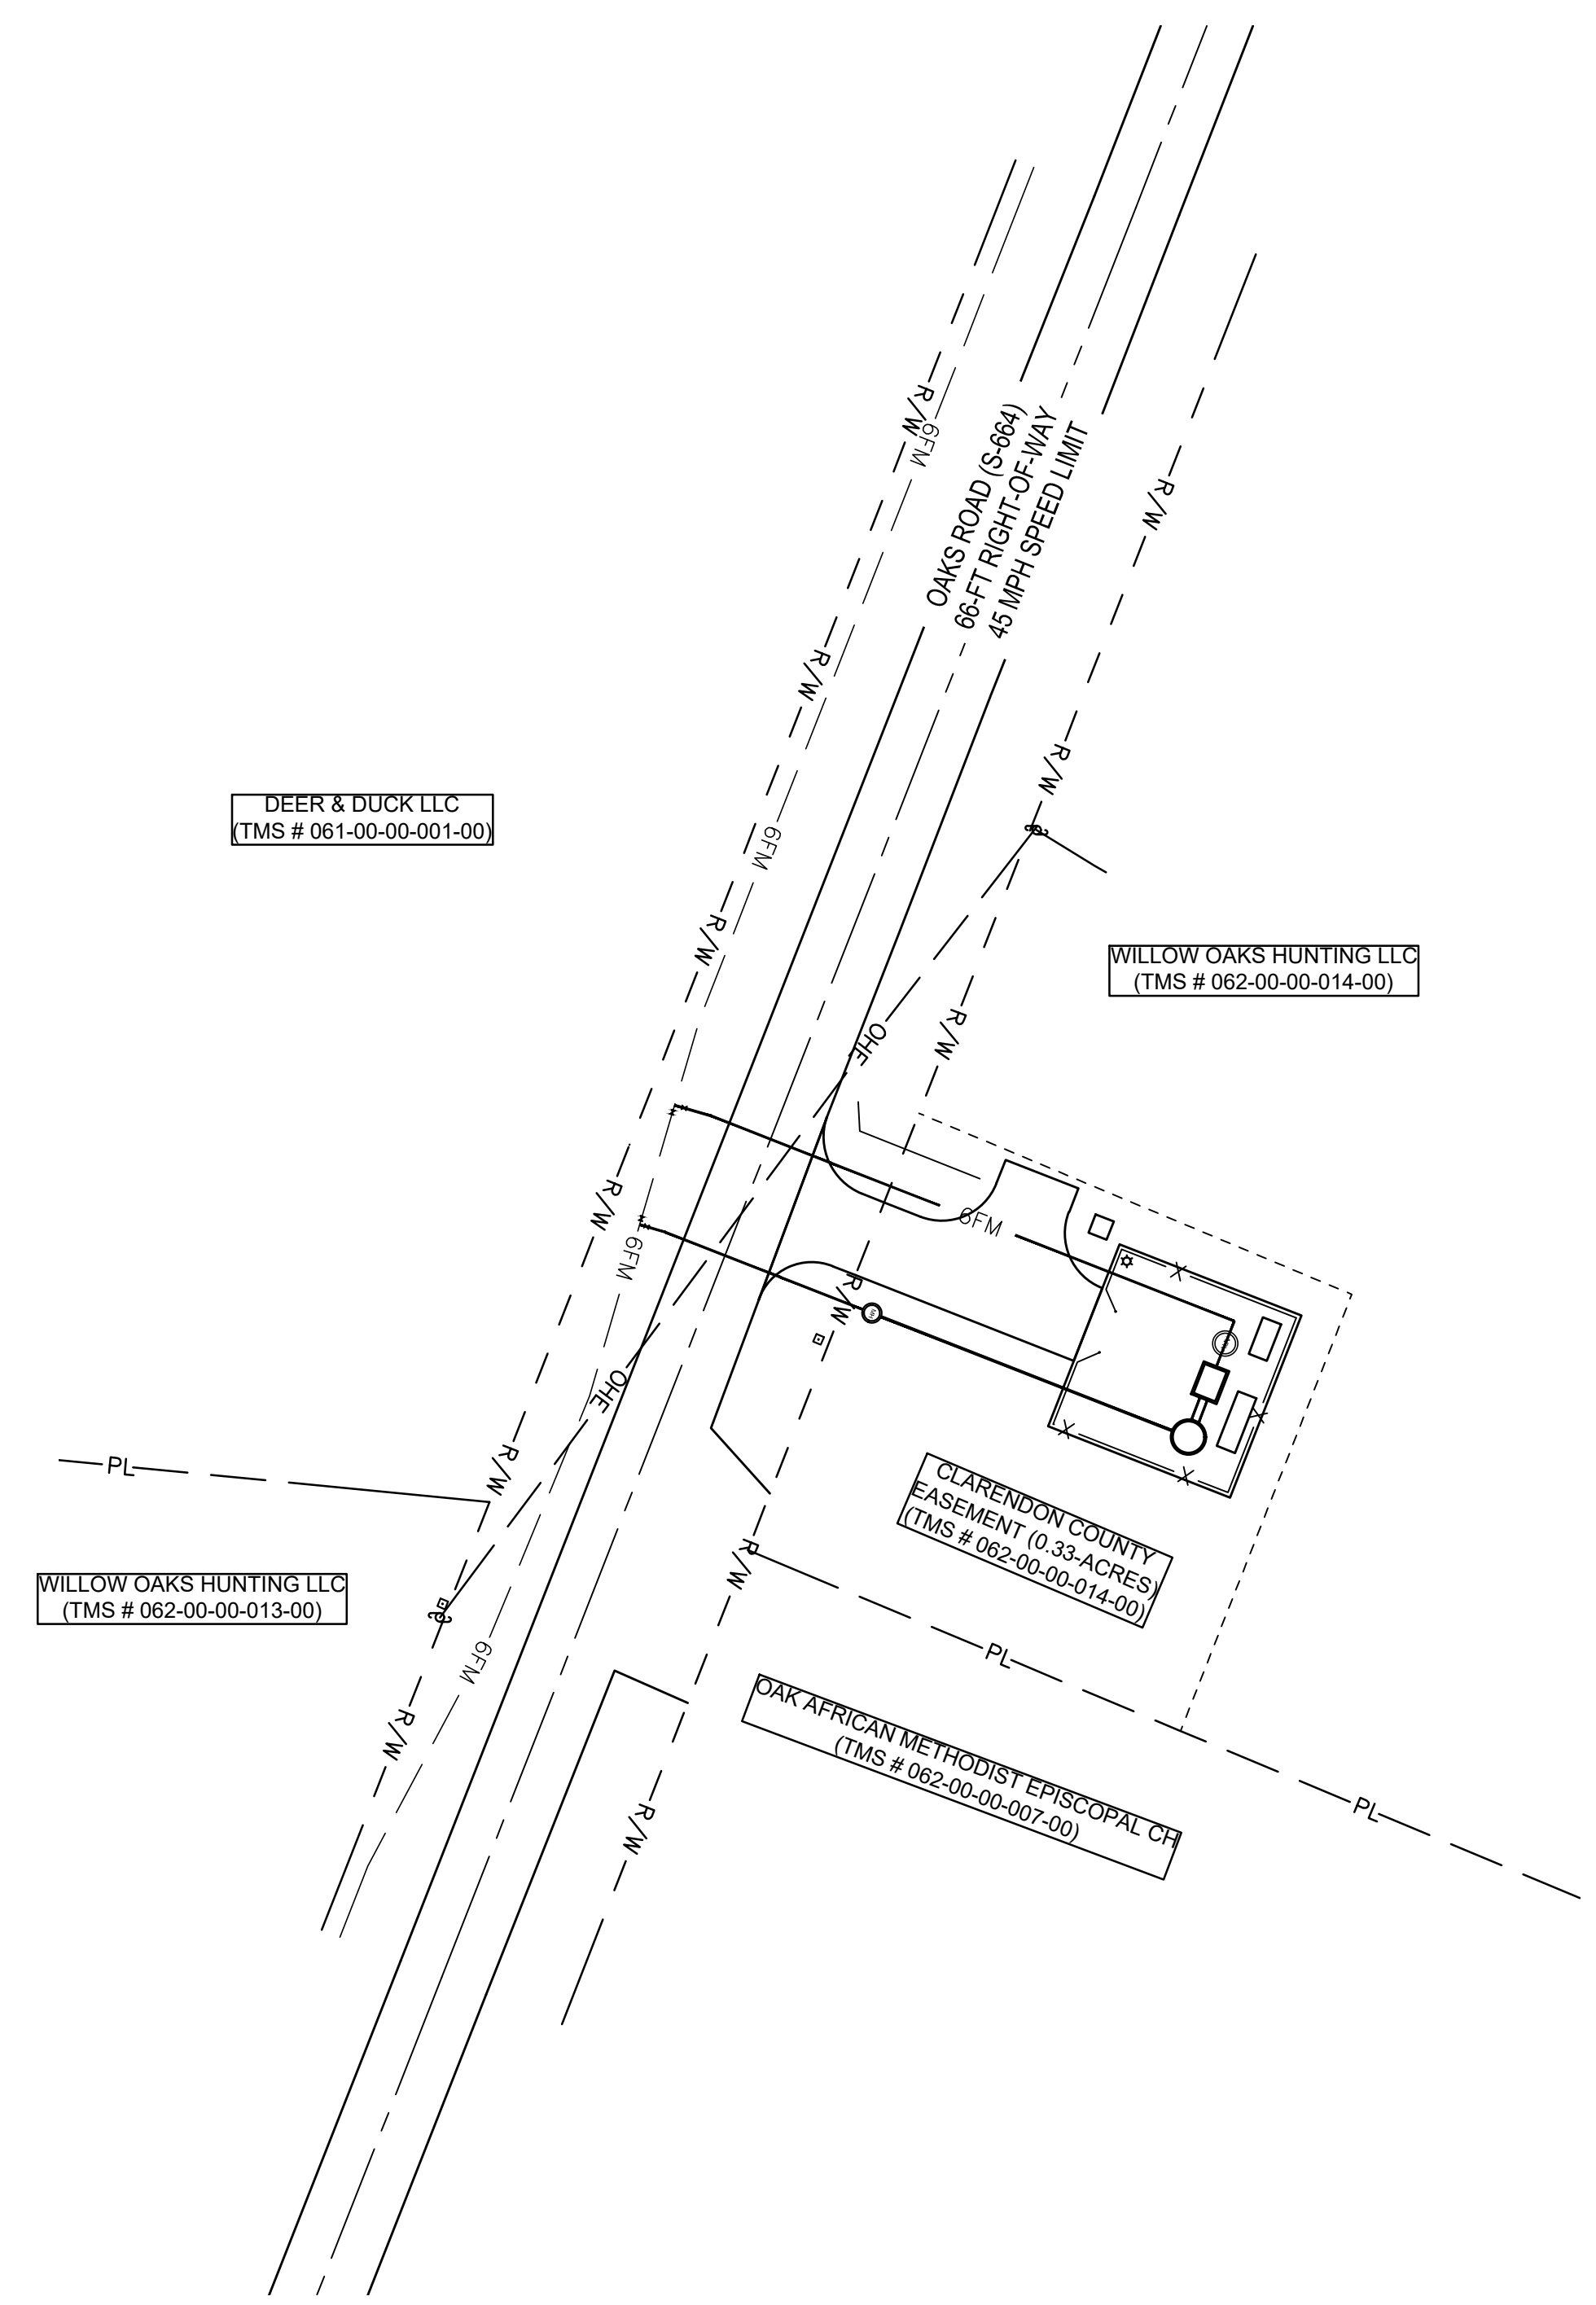 R/W
6FM
OAKS ROAD (S-664)
66-FT RIGHT-OF-WAY
45 MPH SPEED LIMIT
R/W
R/W
R/W
DEER & DUCK LLC
(TMS # 061-00-00-001-00)
6FM
R/W
WILLOW OAKS HUNTING LLC
(TMS # 062-00-00-014-00)
OHE
R/W
R/W
6FM
6FM
X
R/W
MH
MH
OHE
X
X
X
PL
R/W
CLARENDON COUNTY
EASEMENT (0.33-ACRES)
(TMS # 062-00-00-014-00)
R/W
WILLOW OAKS HUNTING LLC
(TMS # 062-00-00-013-00)
6FM
PL
OAK AFRICAN METHODIST EPISCOPAL CH
(TMS # 062-00-00-007-00)
R/W
R/W
PL